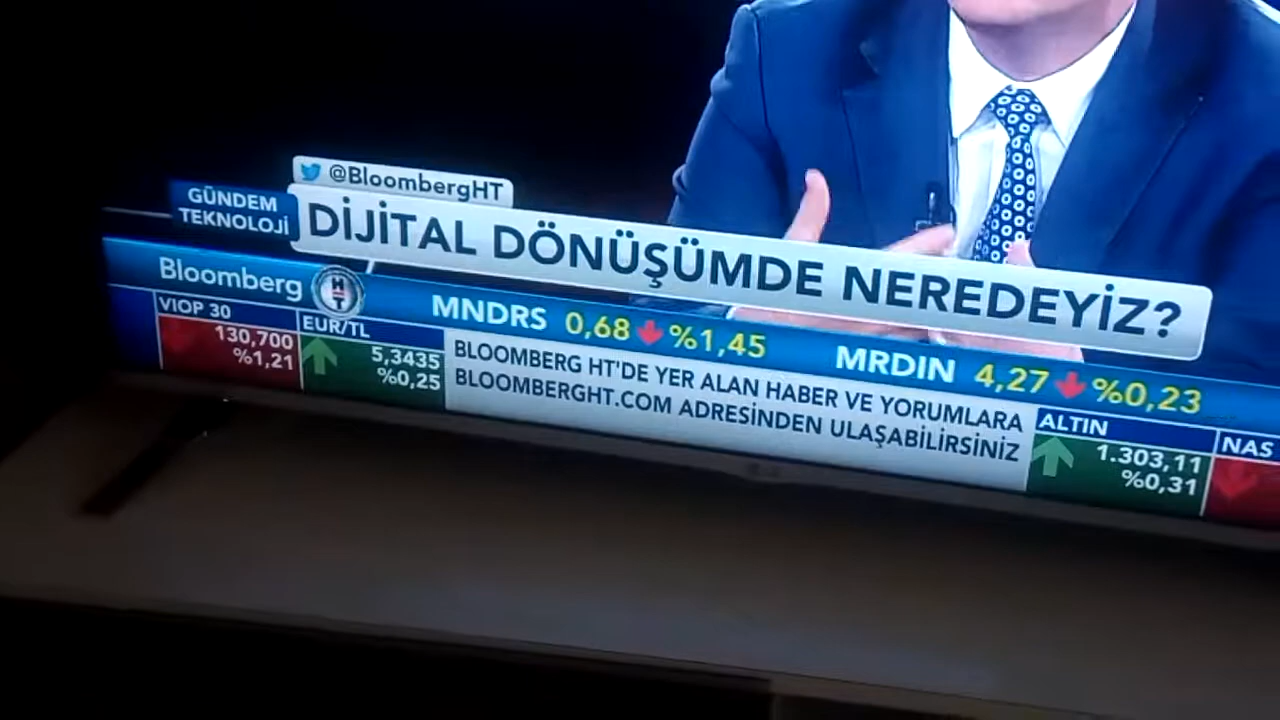 @BloombergHT
GÜNDEM
TEKNOLOJİ
DİJİTAL DÖNÜŞÜMDE NEREDEYİZ?
Bloomberg HT
MNDRS 0,68 %1,45 MRDIN 4,27 %0,23
VIOP 30
130,700
%1,21
EUR/TL
5,3435
%0,25
BLOOMBERG HT'DE YER ALAN HABER VE YORUMLARA
BLOOMBERGHT.COM ADRESİNDEN ULAŞABİLİRSİNİZ
ALTIN
1.303,11
%0,31
NAS